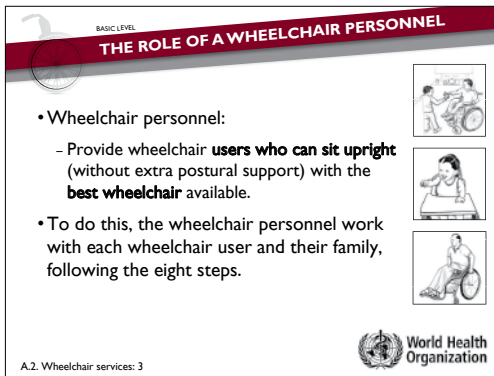 BASIC LEVEL
THE ROLE OF A WHEELCHAIR PERSONNEL
• Wheelchair personnel:
– Provide wheelchair users who can sit upright
(without extra postural support) with the
best wheelchair available.
• To do this, the wheelchair personnel work
with each wheelchair user and their family,
following the eight steps.
World Health
Organization
A.2. Wheelchair services: 3